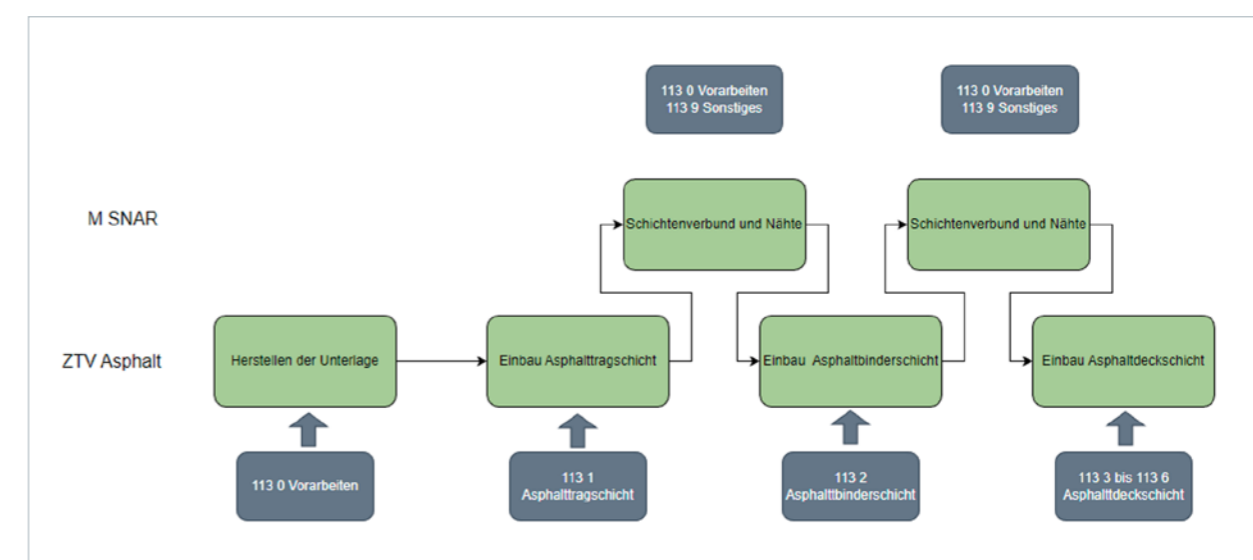 113 0 Vorarbeiten
113 9 Sonstiges
113 0 Vorarbeiten
113 9 Sonstiges
M SNAR
Schichtenverbund und Nähte
Schichtenverbund und Nähte
ZTV Asphalt
Herstellen der Unterlage
Einbau Asphalttragschicht
Einbau Asphaltbinderschicht
Einbau Asphaltdeckschicht
113 0 Vorarbeiten
113 1
Asphalttragschicht
113 2
Asphalttbinderschicht
113 3 bis 113 6
Asphalttdeckschicht